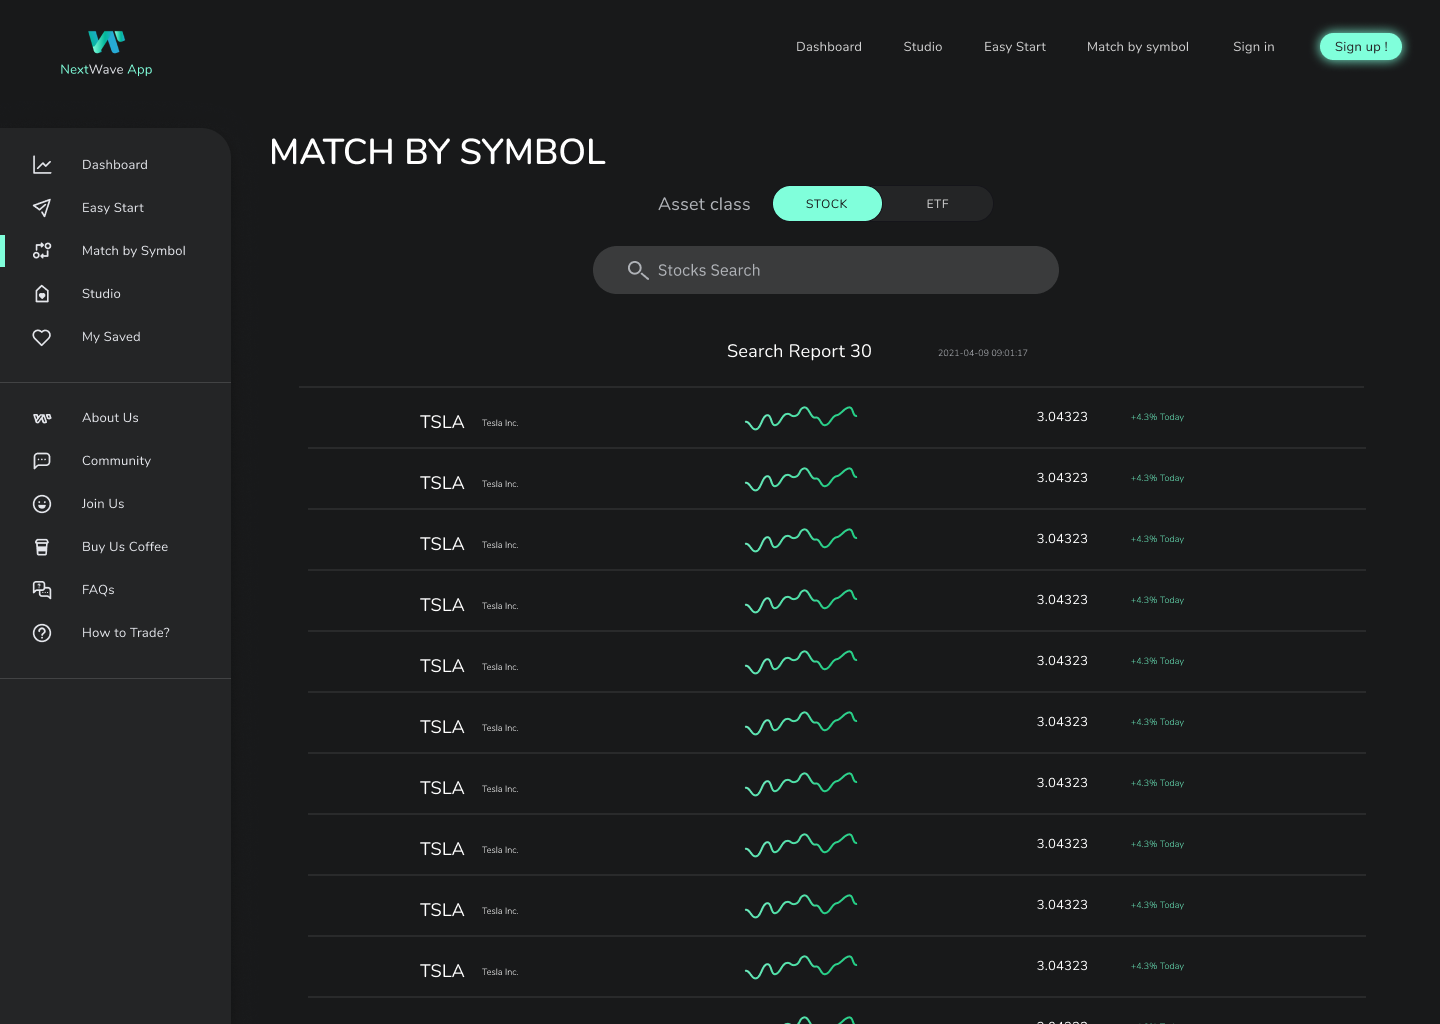 NextWave App
Dashboard Studio Easy Start Match by symbol Sign in Sign up !
Dashboard
Easy Start
Match by Symbol
Studio
My Saved
About Us
Community
Join Us
Buy Us Coffee
FAQs
How to Trade?
MATCH BY SYMBOL
Asset class STOCK ETF
Stocks Search
Search Report 30 2021-04-09 09:01:17
TSLA Tesla Inc. 3.04323 +4.3% Today
TSLA Tesla Inc. 3.04323 +4.3% Today
TSLA Tesla Inc. 3.04323 +4.3% Today
TSLA Tesla Inc. 3.04323 +4.3% Today
TSLA Tesla Inc. 3.04323 +4.3% Today
TSLA Tesla Inc. 3.04323 +4.3% Today
TSLA Tesla Inc. 3.04323 +4.3% Today
TSLA Tesla Inc. 3.04323 +4.3% Today
TSLA Tesla Inc. 3.04323 +4.3% Today
TSLA Tesla Inc. 3.04323 +4.3% Today